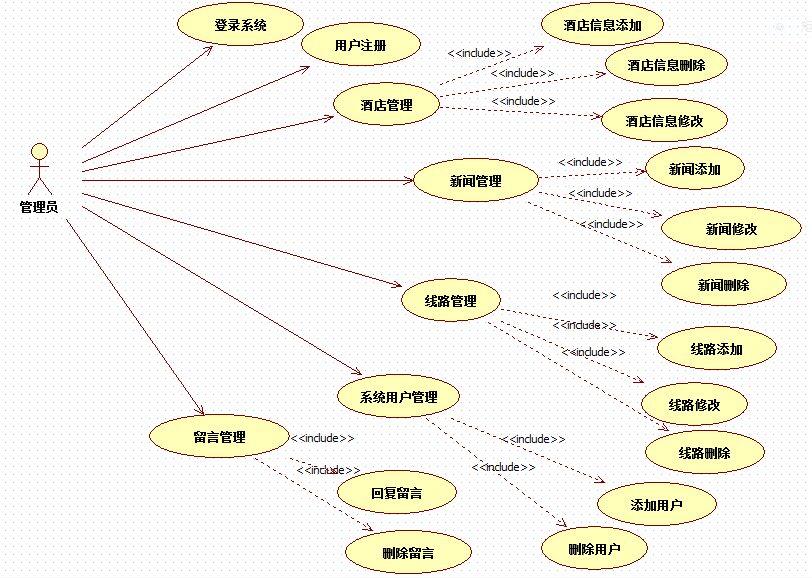 登录系统
用户注册
酒店管理
<<include>>
酒店信息添加
<<include>>
酒店信息删除
<<include>>
酒店信息修改
管理员
新闻管理
<<include>>
新闻添加
<<include>>
新闻修改
<<include>>
新闻删除
线路管理
<<include>>
线路添加
<<include>>
线路修改
<<include>>
线路删除
系统用户管理
<<include>>
添加用户
<<include>>
删除用户
留言管理
<<include>>
回复留言
<<include>>
删除留言